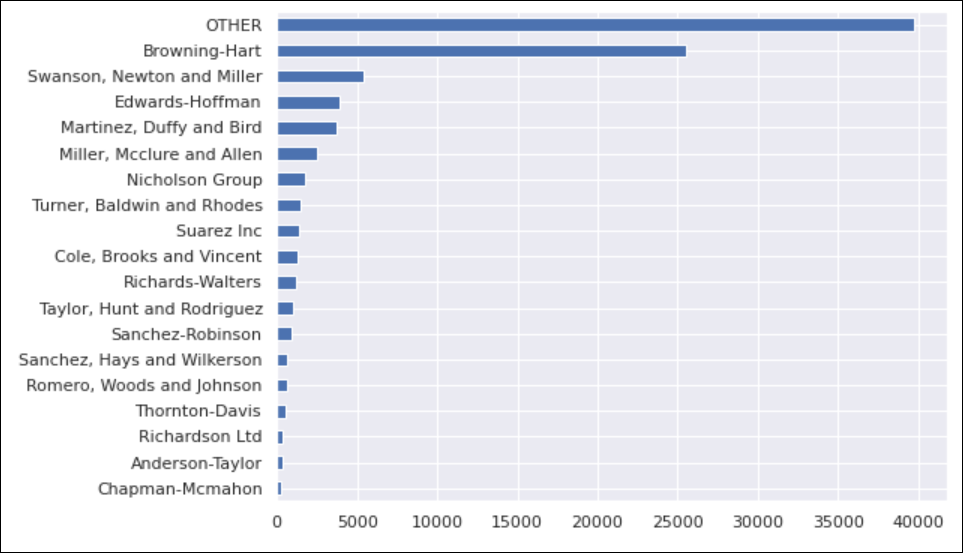 OTHER
Browning-Hart
Swanson, Newton and Miller
Edwards-Hoffman
Martinez, Duffy and Bird
Miller, Mcclure and Allen
Nicholson Group
Turner, Baldwin and Rhodes
Suarez Inc
Cole, Brooks and Vincent
Richards-Walters
Taylor, Hunt and Rodriguez
Sanchez-Robinson
Sanchez, Hays and Wilkerson
Romero, Woods and Johnson
Thornton-Davis
Richardson Ltd
Anderson-Taylor
Chapman-Mcmahon
0 5000 10000 15000 20000 25000 30000 35000 40000